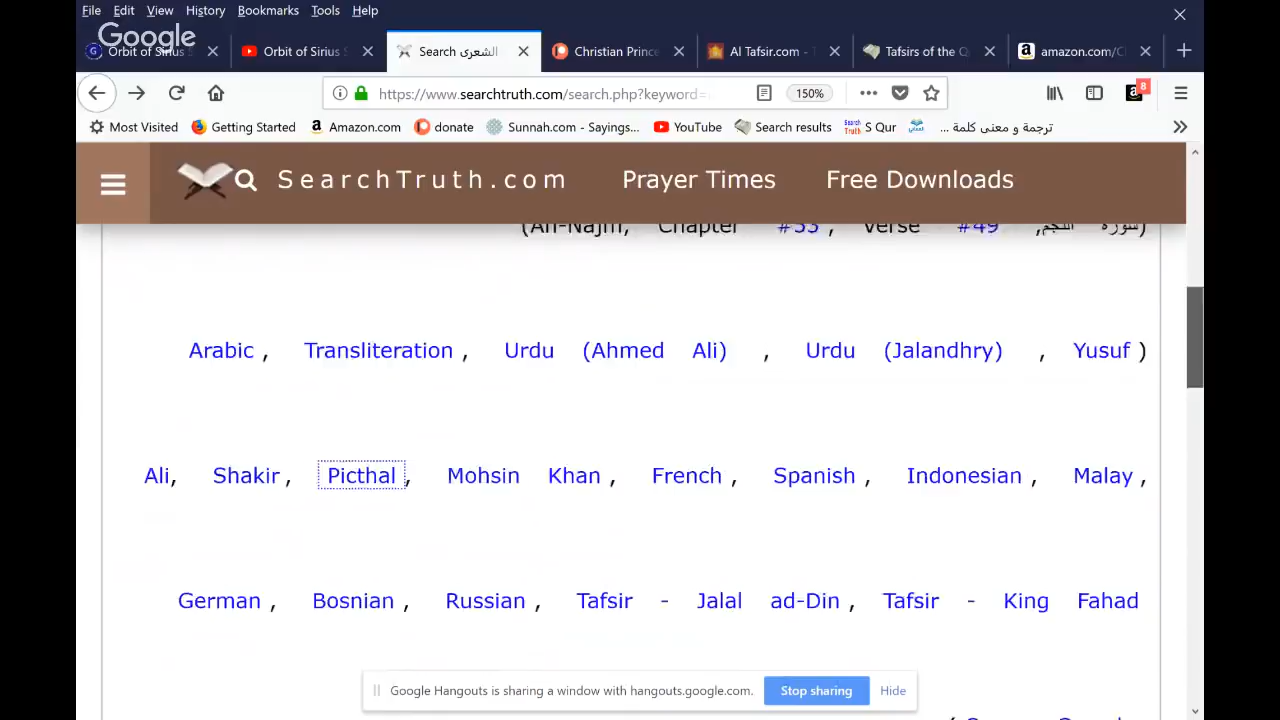 File Edit View History Bookmarks Tools Help
Google
Orbit of Sirius Orbit of Sirius Search الشعرى Christian Prince Al Tafsir.com - Tafsirs of the Q amazon.com/
https://www.searchtruth.com/search.php?keyword= 150%
8
Most Visited Getting Started Amazon.com donate Sunnah.com - Sayings... YouTube Search results S Qur ترجمة و معنى كلمة ...
SearchTruth.com Prayer Times Free Downloads
(An-Najm, Chapter #53, Verse #49 سورة النجم,)
Arabic, Transliteration, Urdu (Ahmed Ali) , Urdu (Jalandhry) , Yusuf )
Ali, Shakir, Picthal, Mohsin Khan, French, Spanish, Indonesian, Malay,
German, Bosnian, Russian, Tafsir - Jalal ad-Din, Tafsir - King Fahad
Google Hangouts is sharing a window with hangouts.google.com. Stop sharing Hide